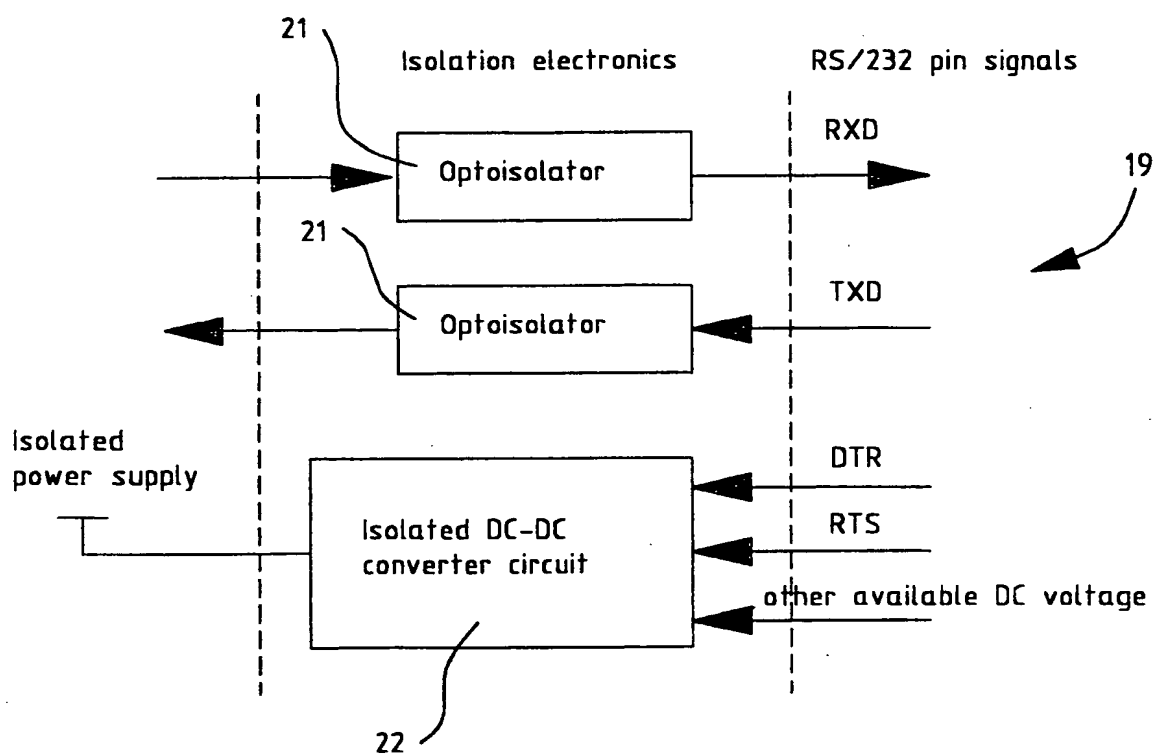 21
Isolation electronics
RS/232 pin signals
RXD
Optoisolator
19
21
TXD
Optoisolator
Isolated
power supply
DTR
Isolated DC-DC
converter circuit
RTS
other available DC voltage
22